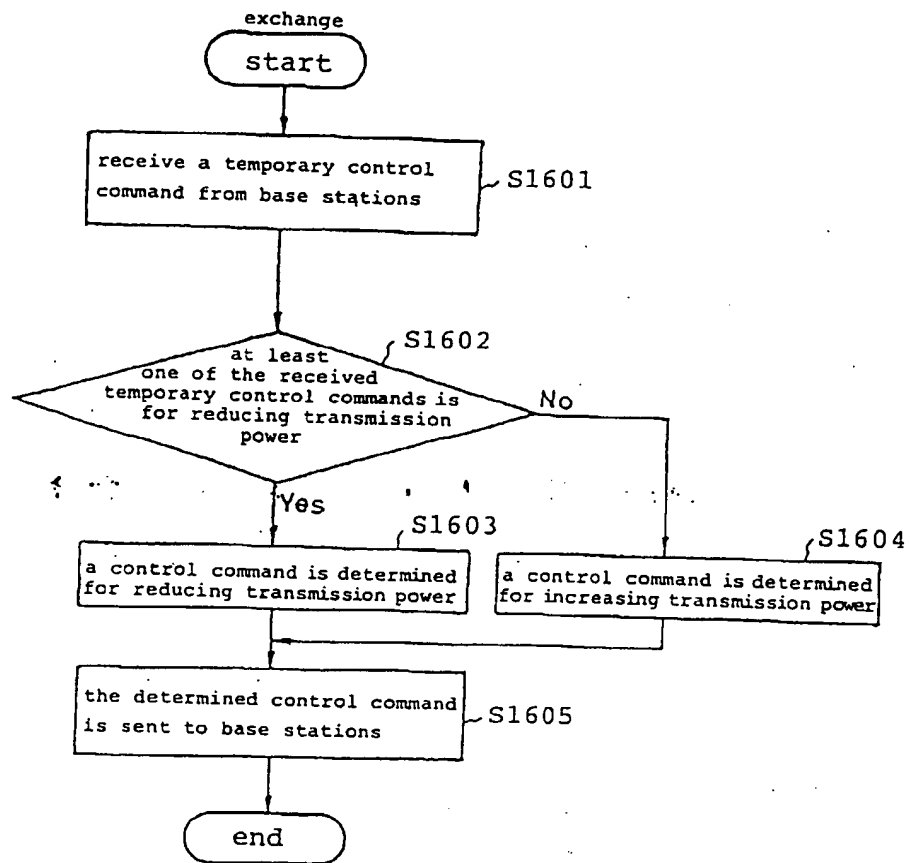 exchange
start
receive a temporary control
command from base stations
S1601
S1602
at least
one of the received
temporary control commands is
for reducing transmission
power
No
Yes
S1603
a control command is determined
for reducing transmission power
S1604
a control command is determined
for increasing transmission power
the determined control command
is sent to base stations
S1605
end